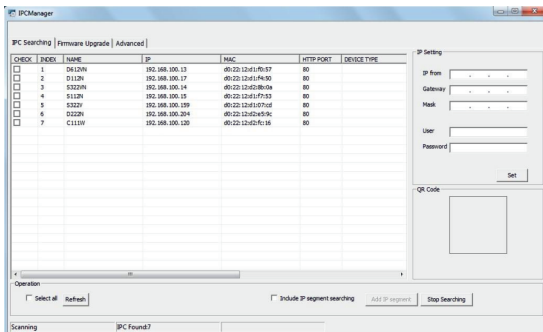 IPCManager
IPC Searching Firmware Upgrade Advanced
CHECK INDEX NAME IP MAC HTTP PORT DEVICE TYPE
1 D612VN 192.168.100.13 d0:22:12:d1:f0:57 80
2 D112N 192.168.100.17 d0:22:12:d1:f4:50 80
3 S322VN 192.168.100.14 d0:22:12:d2:8b:0a 80
4 S112N 192.168.100.15 d0:22:12:d1:f7:53 80
5 S322V 192.168.100.159 d0:22:12:d1:07:cd 80
6 D222N 192.168.100.204 d0:22:12:d2:e5:9c 80
7 C111W 192.168.100.120 d0:22:12:d2:fc:16 80
IP Setting
IP from . . .
Gateway . . .
Mask . . .
User
Password
Set
QR Code
Operation
Select all Refresh Include IP segment searching Add IP segment Stop Searching
Scanning IPC Found:7